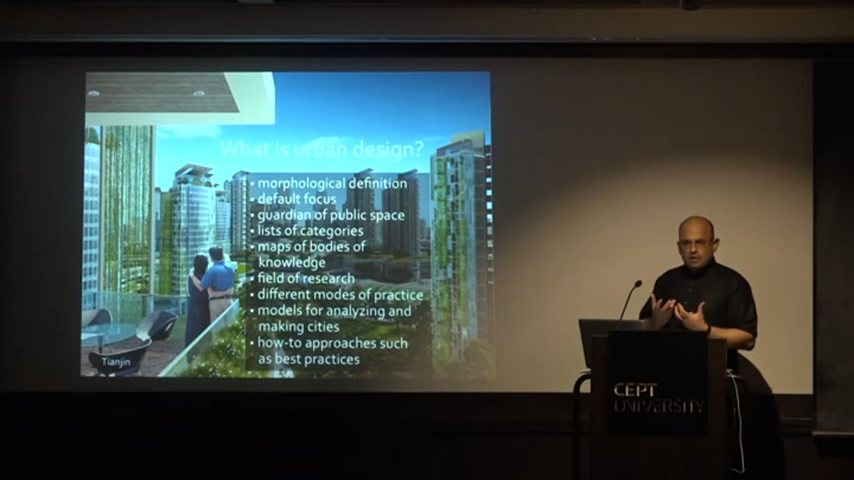 What is urban design?
• morphological definition
• default focus
• guardian of public space
• lists of categories
• maps of bodies of
knowledge
• field of research
• different modes of practice
• models for analyzing and
making cities
• how-to approaches such
as best practices
Tianjin
CEPT
UNIVERSITY